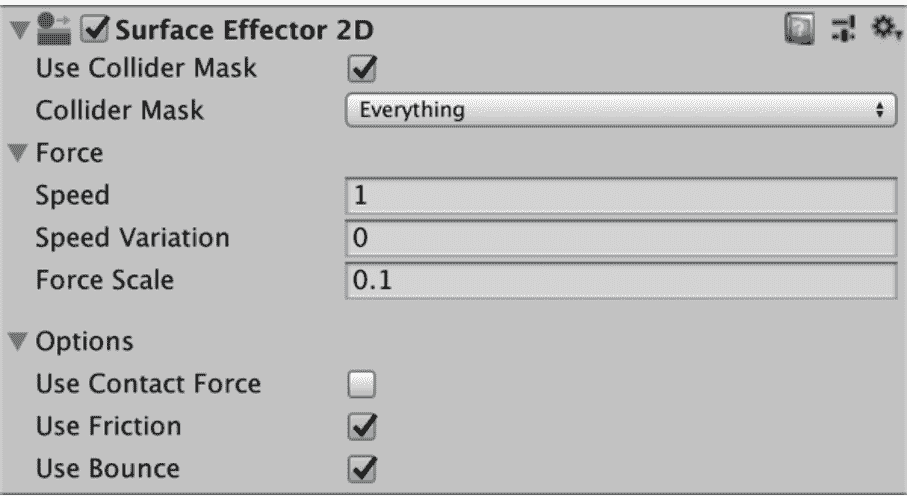 Surface Effector 2D
Use Collider Mask
Collider Mask Everything
Force
Speed 1
Speed Variation 0
Force Scale 0.1
Options
Use Contact Force
Use Friction
Use Bounce